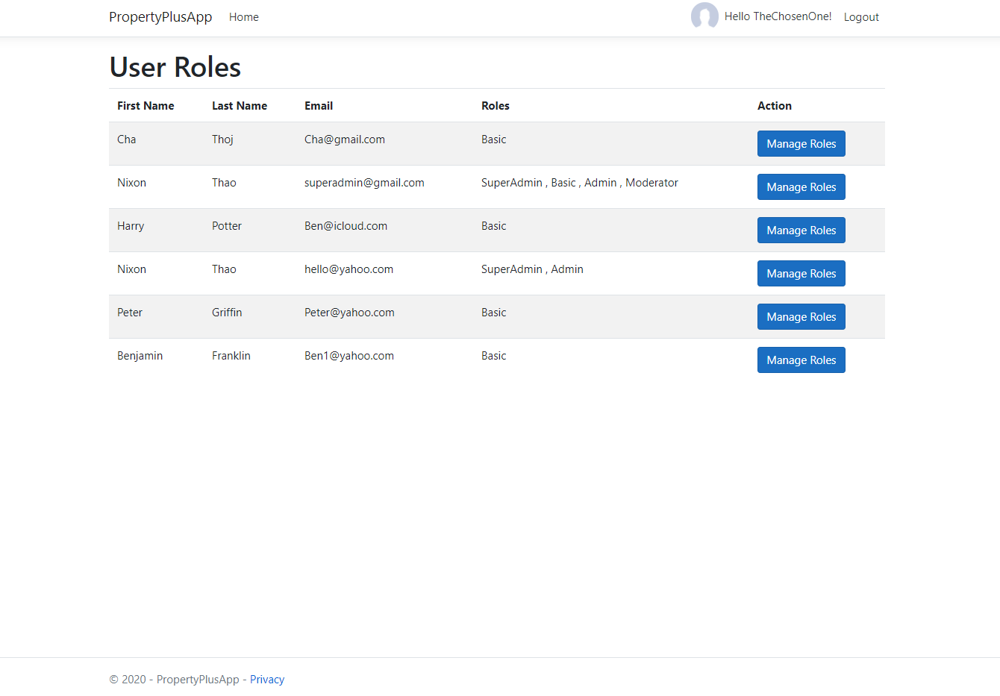 PropertyPlusApp Home Hello TheChosenOne! Logout
User Roles
First Name Last Name Email Roles Action
Cha Thoj Cha@gmail.com Basic Manage Roles
Nixon Thao superadmin@gmail.com SuperAdmin , Basic , Admin , Moderator Manage Roles
Harry Potter Ben@icloud.com Basic Manage Roles
Nixon Thao hello@yahoo.com SuperAdmin , Admin Manage Roles
Peter Griffin Peter@yahoo.com Basic Manage Roles
Benjamin Franklin Ben1@yahoo.com Basic Manage Roles
© 2020 - PropertyPlusApp - Privacy